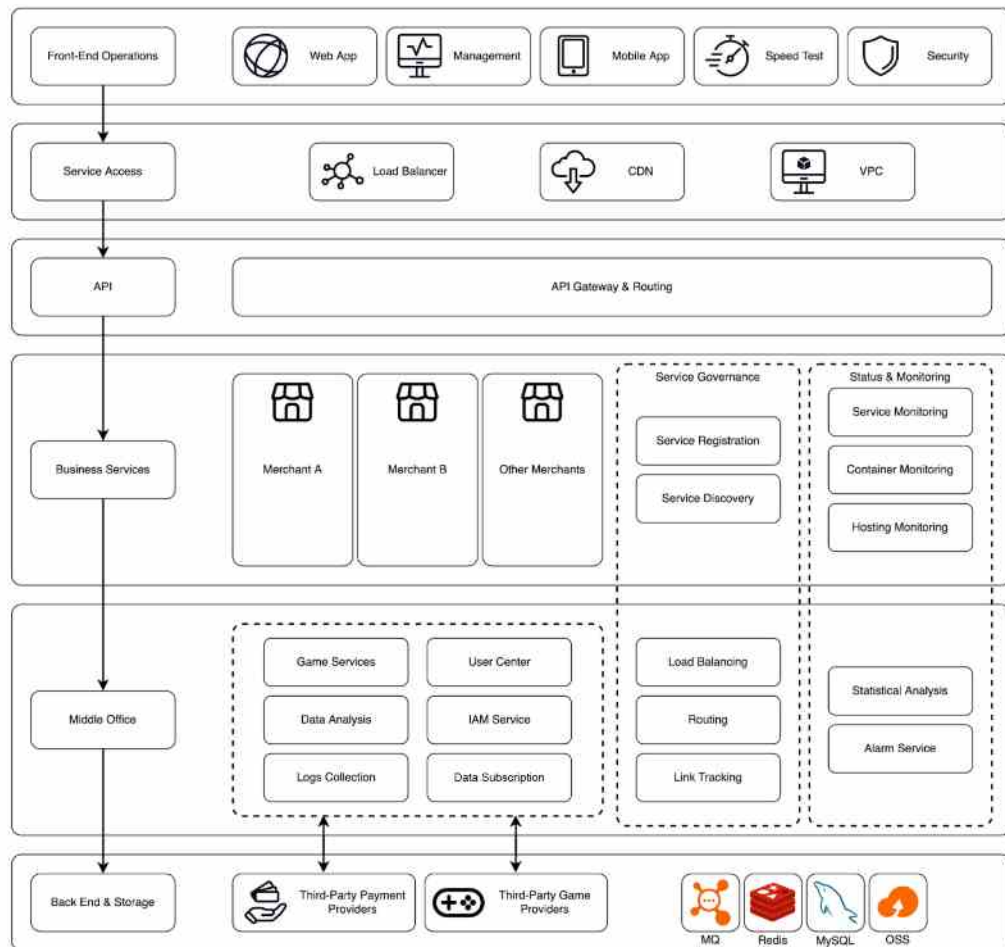 Front-End Operations
Web App
Management
Mobile App
Speed Test
Security
Service Access
Load Balancer
CDN
VPC
API
API Gateway & Routing
Service Governance
Status & Monitoring
Service Monitoring
Service Registration
Business Services
Merchant A
Merchant B
Other Merchants
Container Monitoring
Service Discovery
Hosting Monitoring
Game Services
User Center
Load Balancing
Statistical Analysis
Middle Office
Data Analysis
IAM Service
Routing
Alarm Service
Logs Collection
Data Subscription
Link Tracking
Back End & Storage
Third-Party Payment
Providers
Third-Party Game
Providers
MQ
Redis
MySQL
OSS